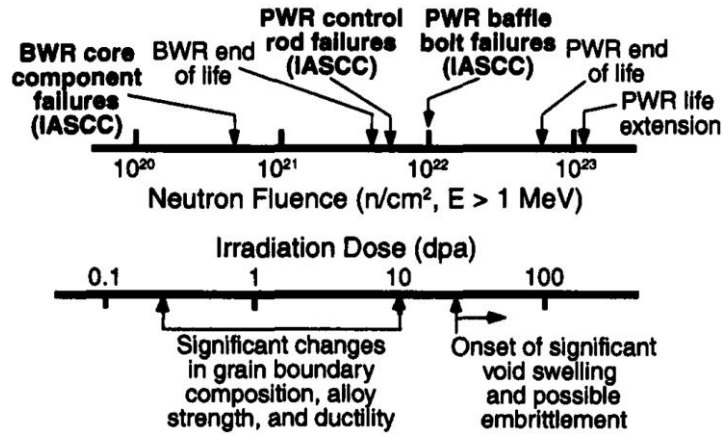 BWR core
component
failures
(IASCC)
BWR end
of life
PWR control
rod failures
(IASCC)
PWR baffle
bolt failures
(IASCC)
PWR end
of life
PWR life
extension
10²⁰ 10²¹ 10²² 10²³
Neutron Fluence (n/cm², E > 1 MeV)
Irradiation Dose (dpa)
0.1 1 10 100
Significant changes
in grain boundary
composition, alloy
strength, and ductility
Onset of significant
void swelling
and possible
embrittlement